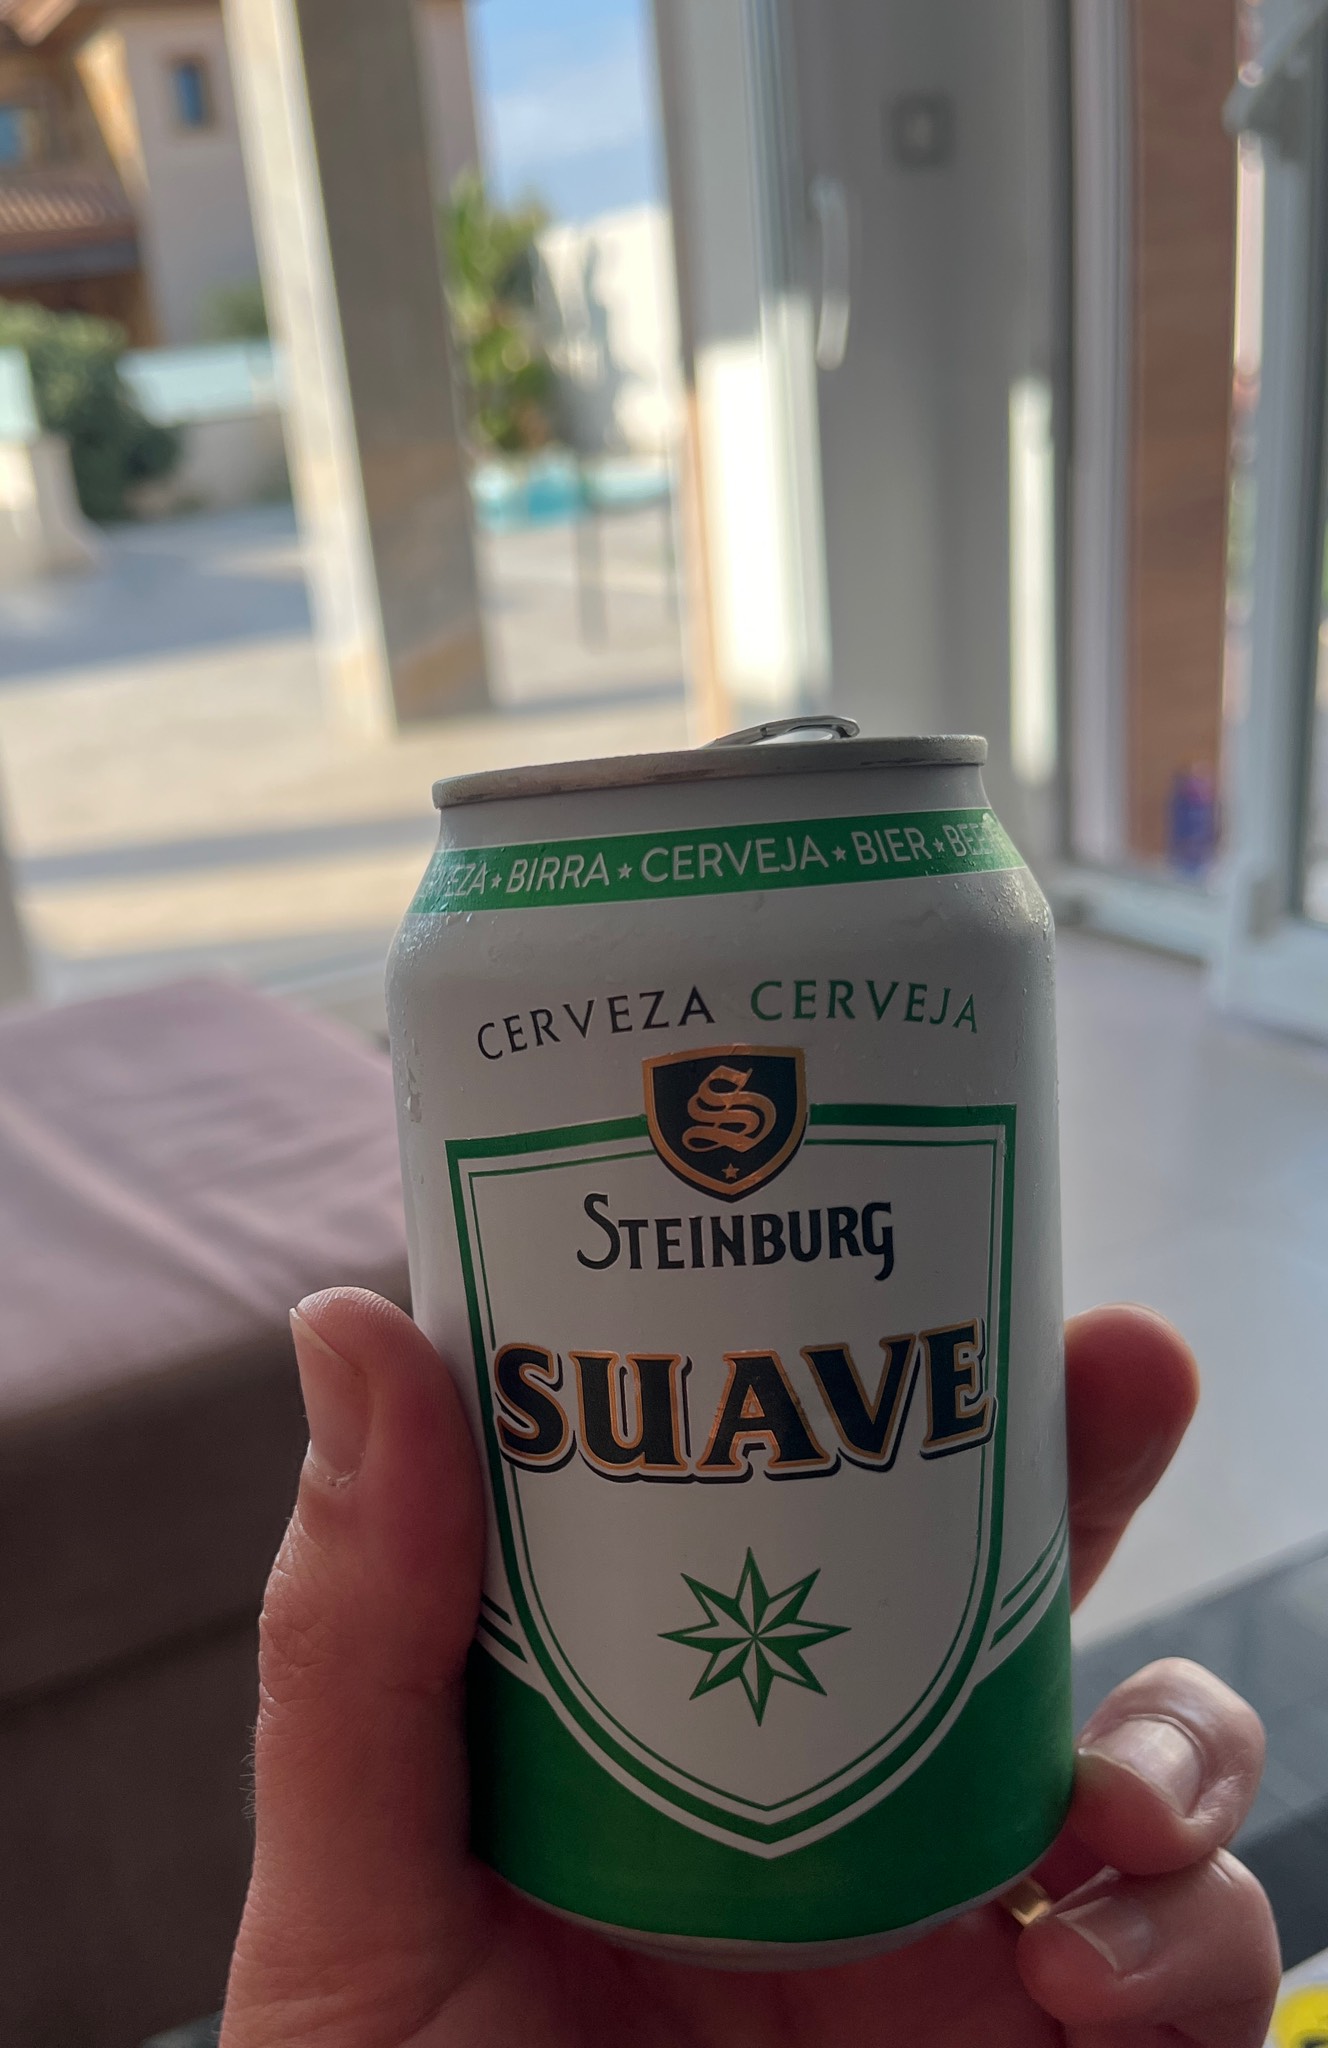 BIRRA ★ CERVEJA ★ BIER ★
CERVEZA CERVEJA
S
STEINBURG
SUAVE